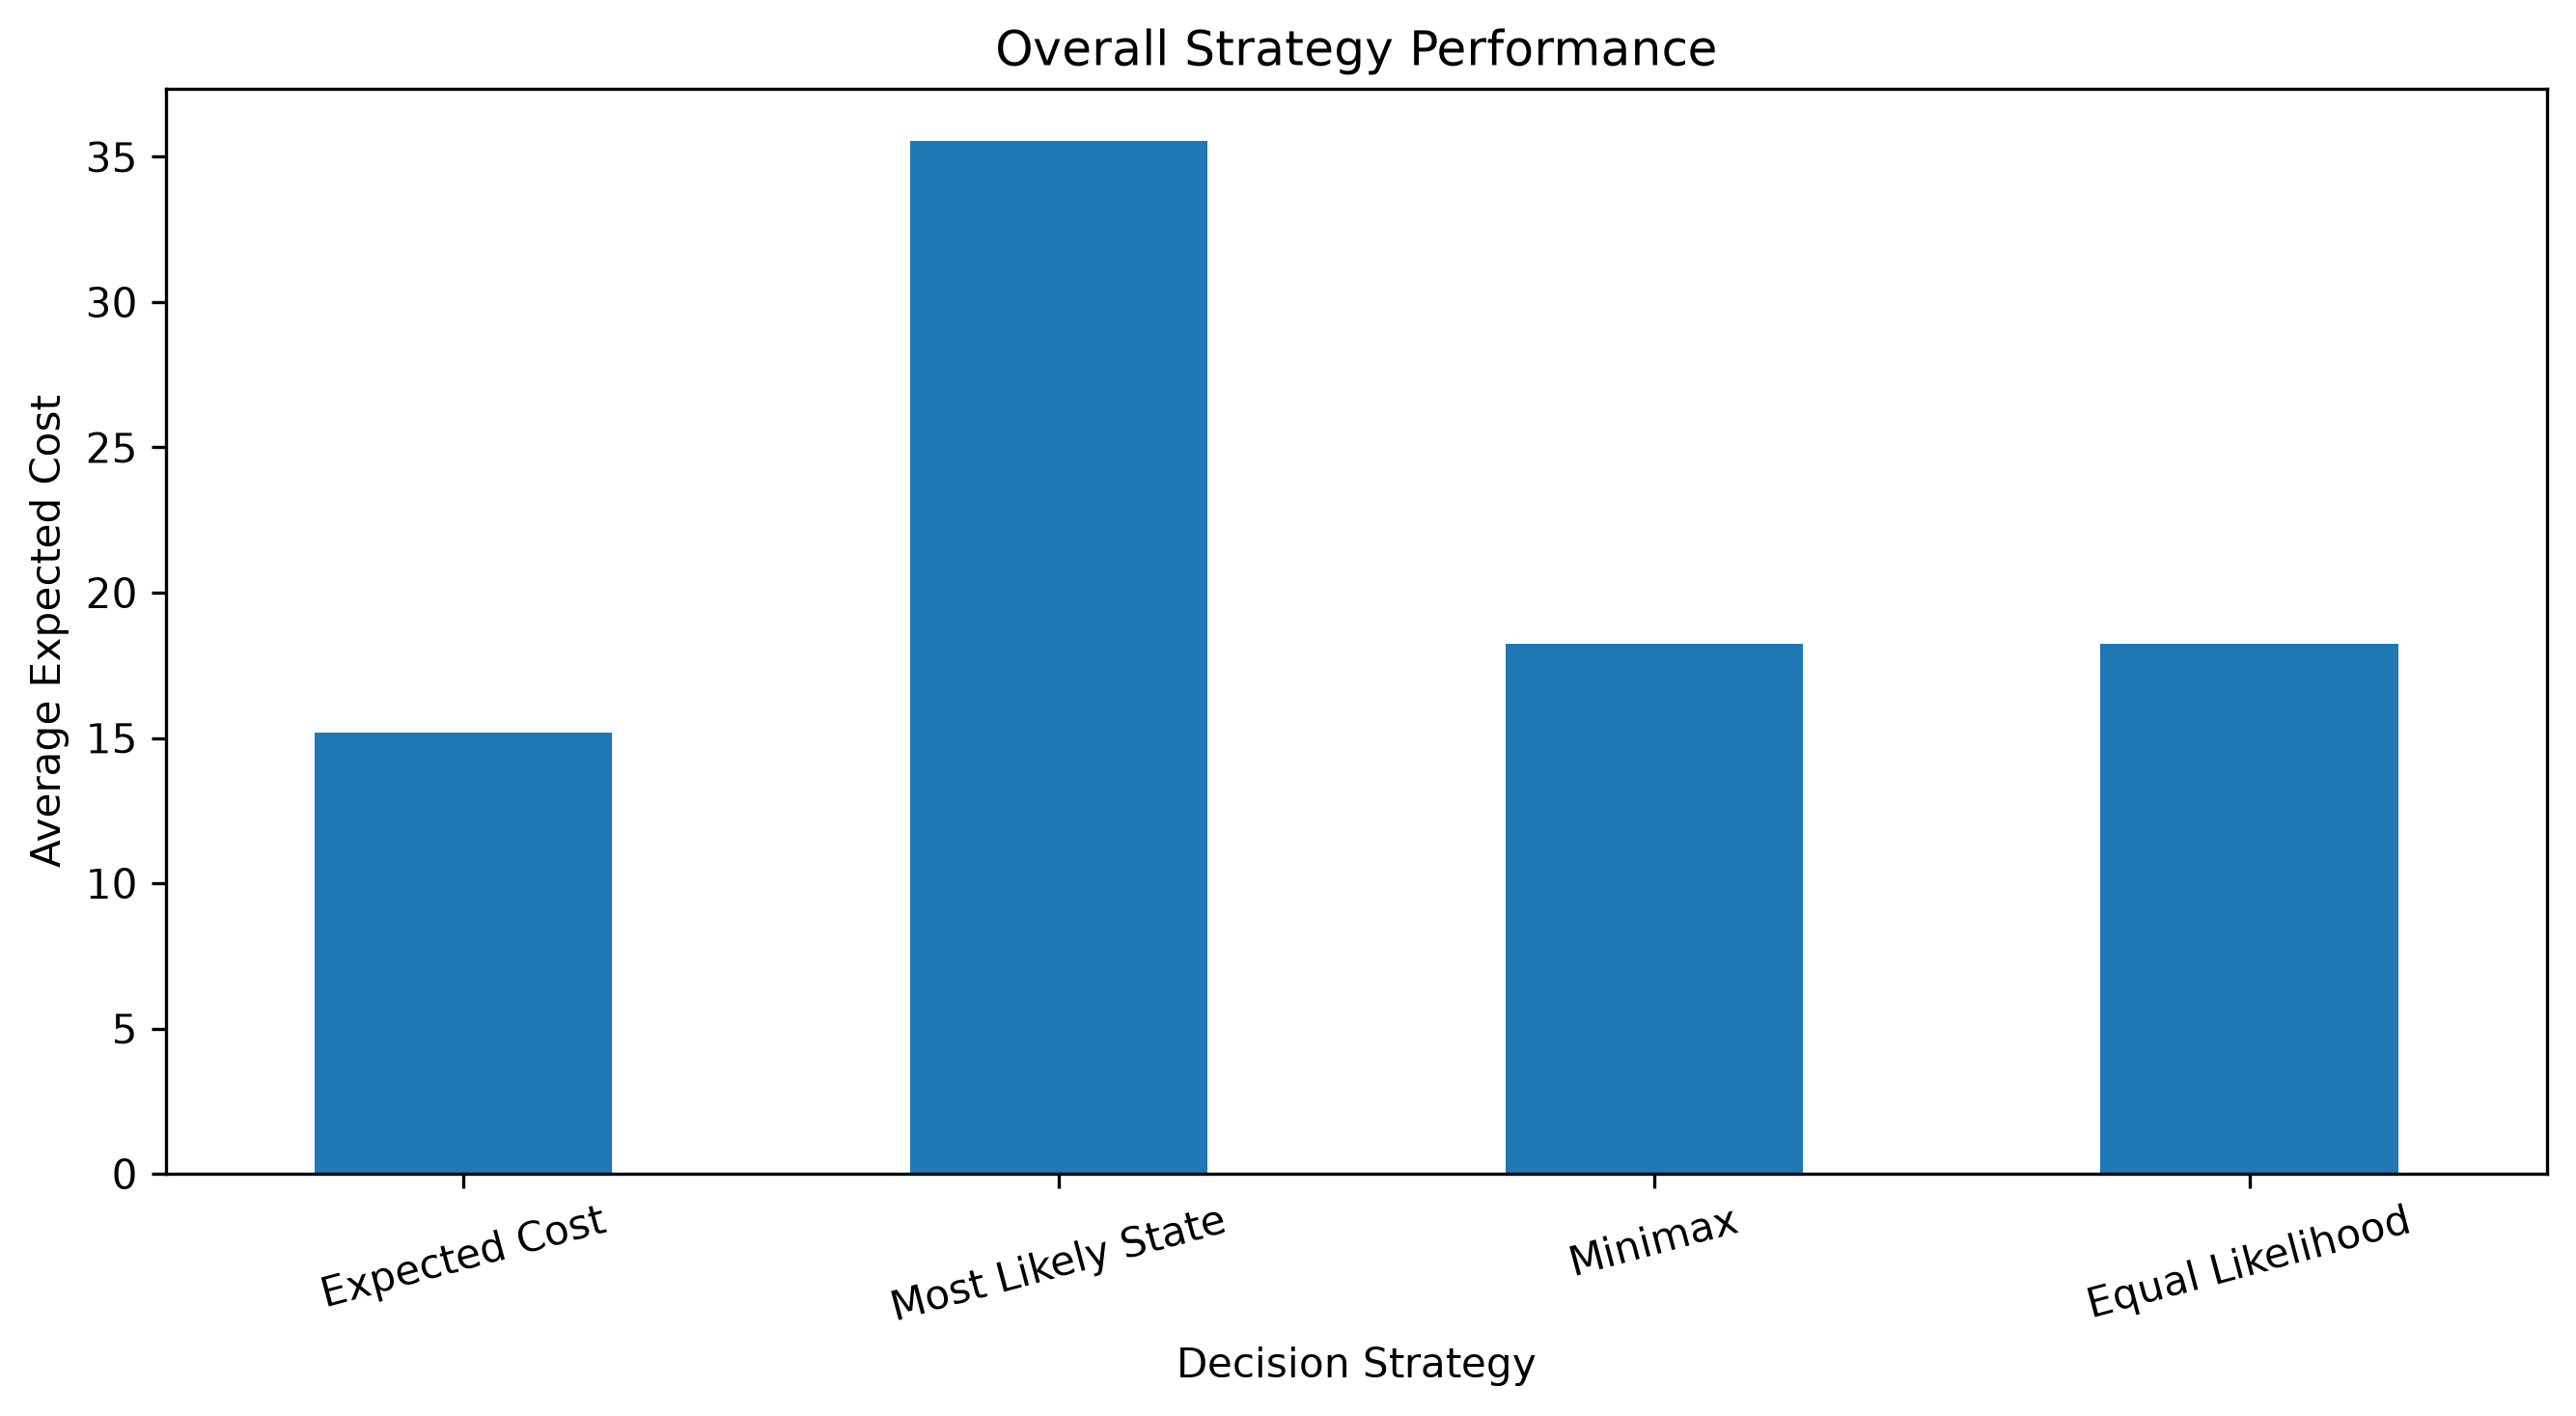 Overall Strategy Performance
Average Expected Cost
35
30
25
20
15
10
5
0
Expected Cost
Most Likely State
Minimax
Equal Likelihood
Decision Strategy